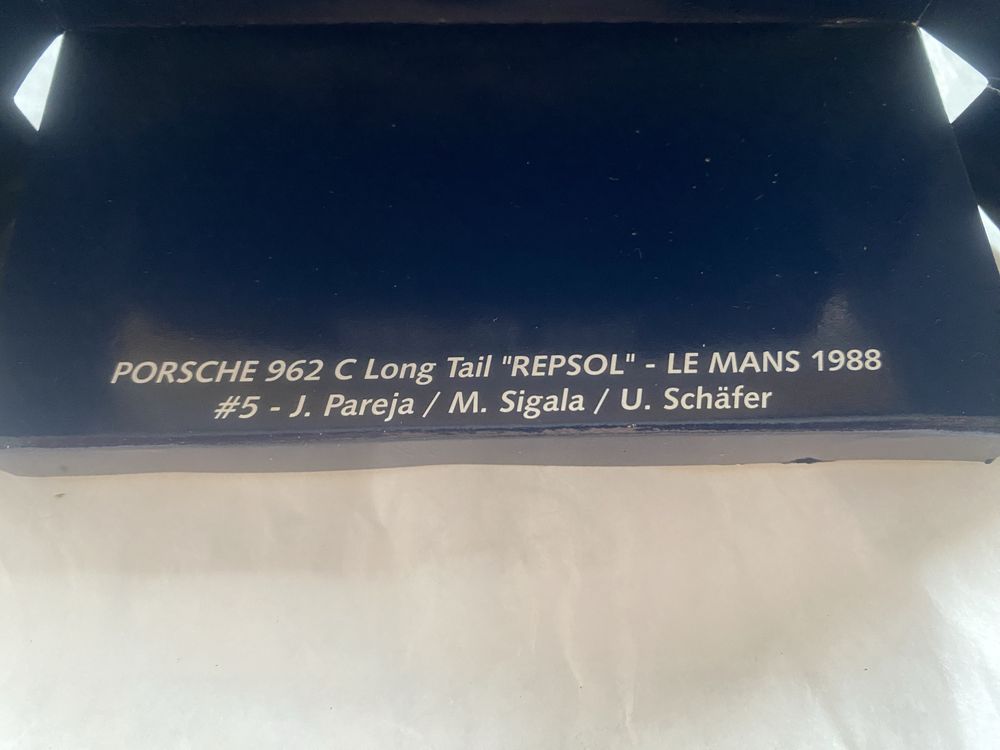 PORSCHE 962 C Long Tail "REPSOL" - LE MANS 1988
#5 - J. Pareja / M. Sigala / U. Schäfer